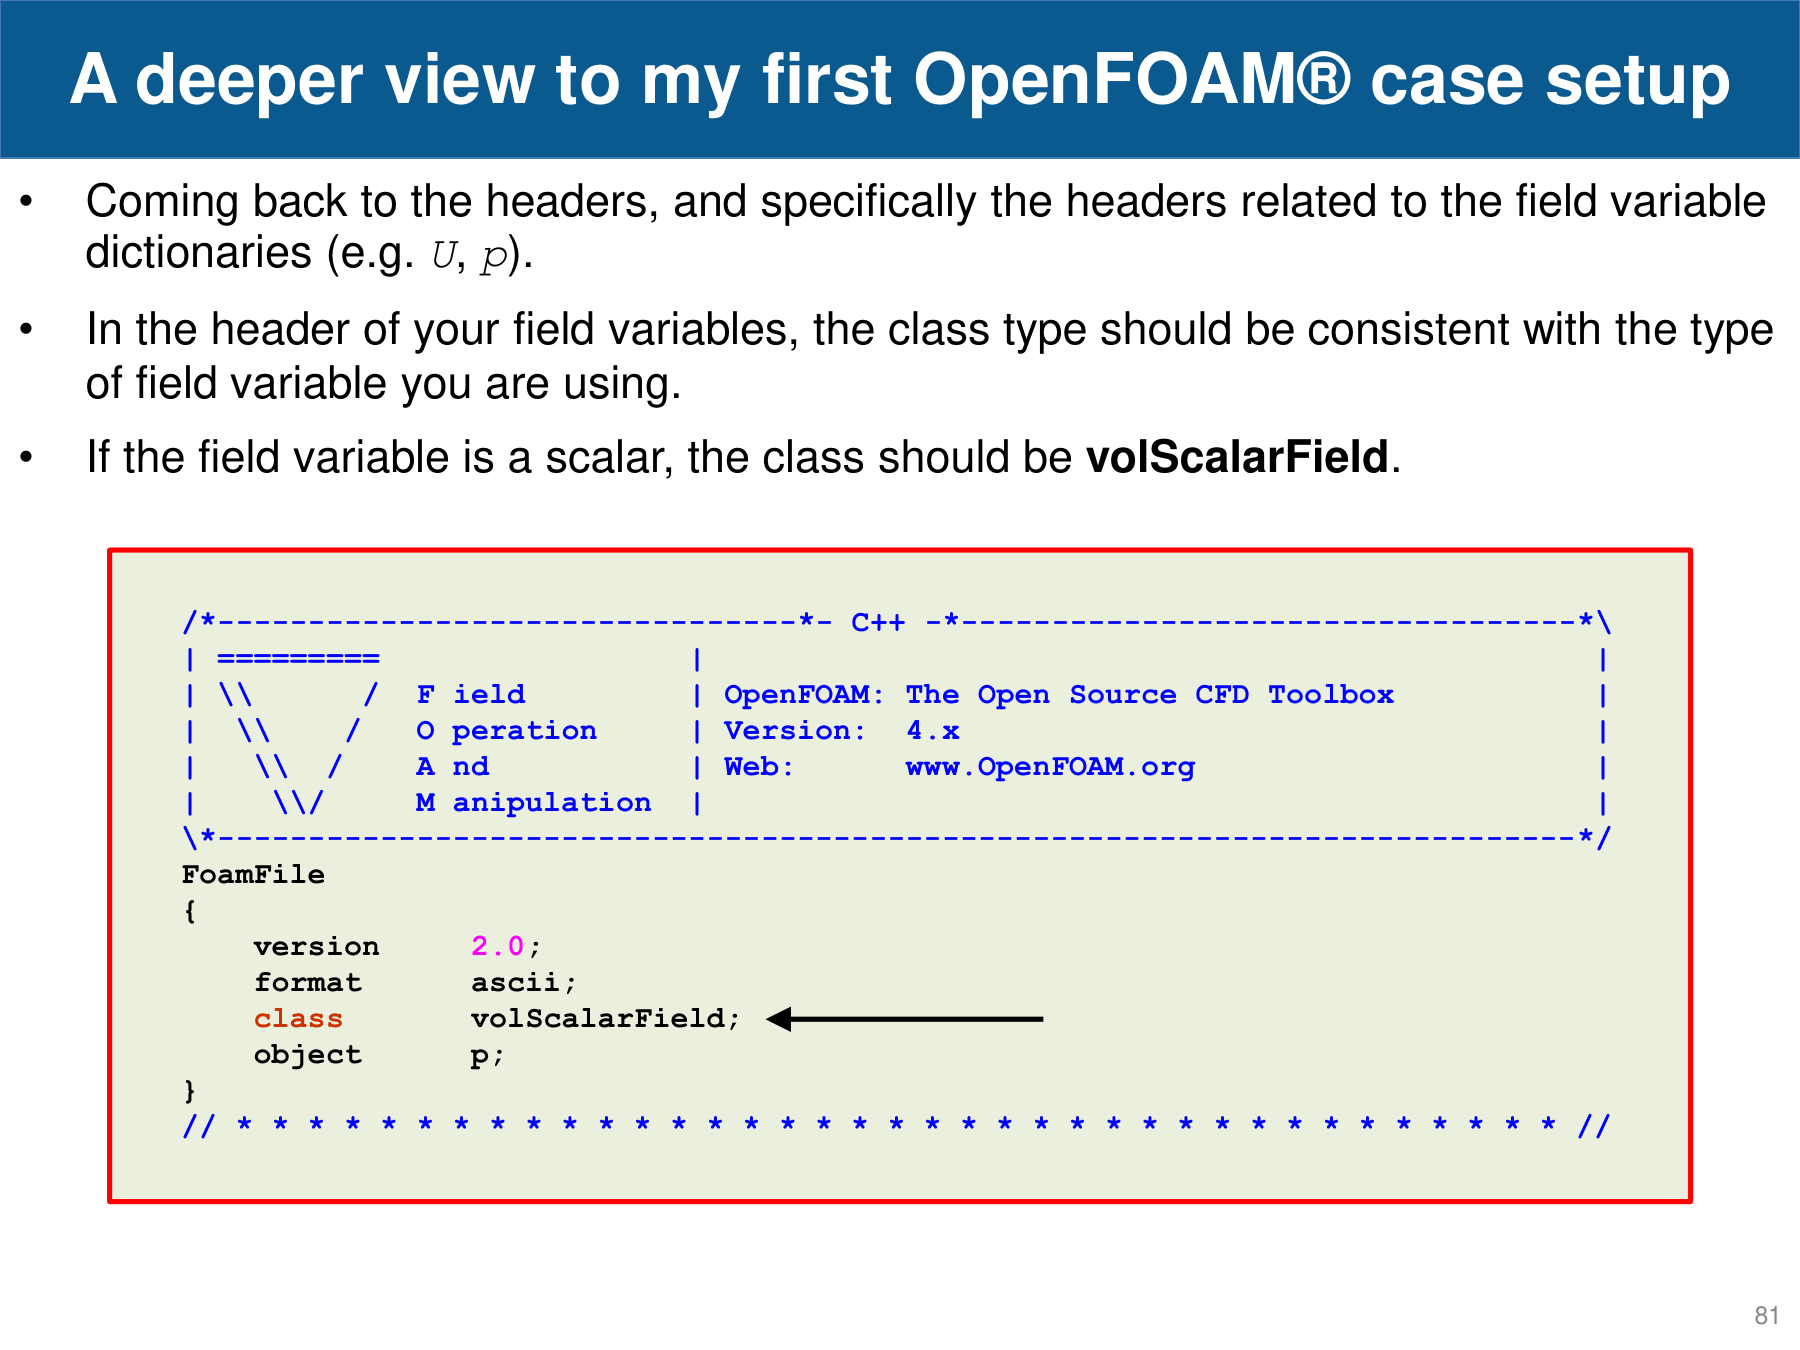 A deeper view to my first OpenFOAM® case setup
• Coming back to the headers, and specifically the headers related to the field variable
dictionaries (e.g. U, p).
• In the header of your field variables, the class type should be consistent with the type
of field variable you are using.
• If the field variable is a scalar, the class should be volScalarField.
/*--------------------------------*- C++ -*----------------------------------*\
| =========                 |                                                 |
| \\      /  F ield         | OpenFOAM: The Open Source CFD Toolbox           |
|  \\    /   O peration     | Version:  4.x                                   |
|   \\  /    A nd           | Web:      www.OpenFOAM.org                      |
|    \\/     M anipulation  |                                                 |
\*---------------------------------------------------------------------------*/
FoamFile
{
    version     2.0;
    format      ascii;
    class       volScalarField;
    object      p;
}
// * * * * * * * * * * * * * * * * * * * * * * * * * * * * * * * * * * * * * //
81